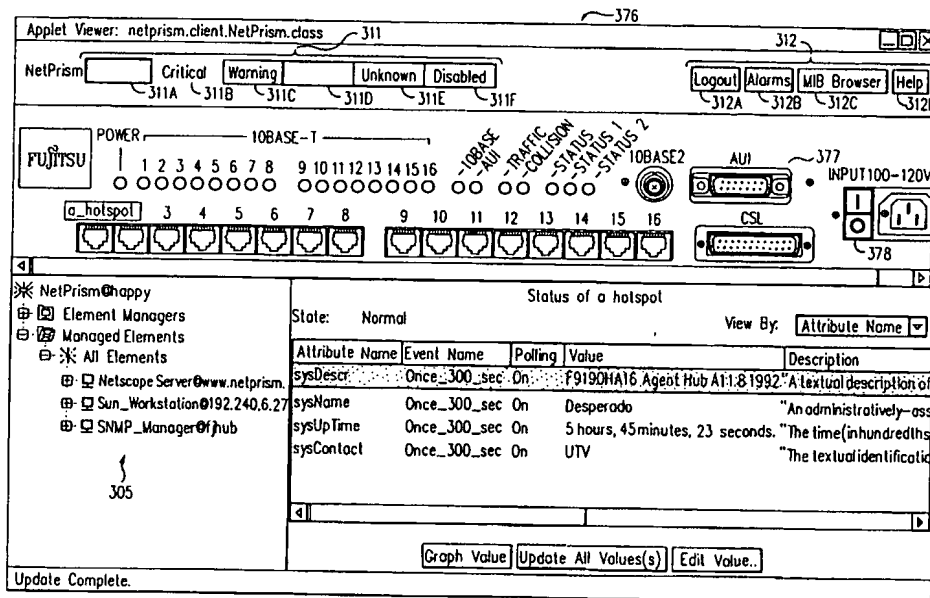 376
Applet Viewer: netprism.client.NetPrism.class
311
312
NetPrism Critical Warning Unknown Disabled
Logout Alarms MIB Browser Help
311A 311B 311C 311D 311E 311F
312A 312B 312C
FUJITSU
POWER 10BASE-T
1 2 3 4 5 6 7 8 9 10 11 12 13 14 15 16
-10BASE
-AUI
-TRAFFIC
-COLLISION
-STATUS
-STATUS 1
-STATUS 2
10BASE2
AUI
377
INPUT100-120V
a_hotspot 3 4 5 6 7 8 9 10 11 12 13 14 15 16
CSL
378
NetPrism@happy
Element Managers
Managed Elements
All Elements
Netscape Server@www.netprism.
Sun_Workstation@192.240.6.27
SNMP_Manager@fjhub
305
Status of a hotspot
State: Normal
View By: Attribute Name
Attribute Name Event Name Polling Value Description
sysDescr Once_300_sec On F9190HA16 Agent Hub A11.8 1992 "A textual description of
sysName Once_300_sec On Desperado "An administratively-ass
sysUpTime Once_300_sec On 5 hours, 45 minutes, 23 seconds. "The time(inhundredths
sysContact Once_300_sec On UTV "The textual identificatio
Graph Value Update All Values(s) Edit Value..
Update Complete.